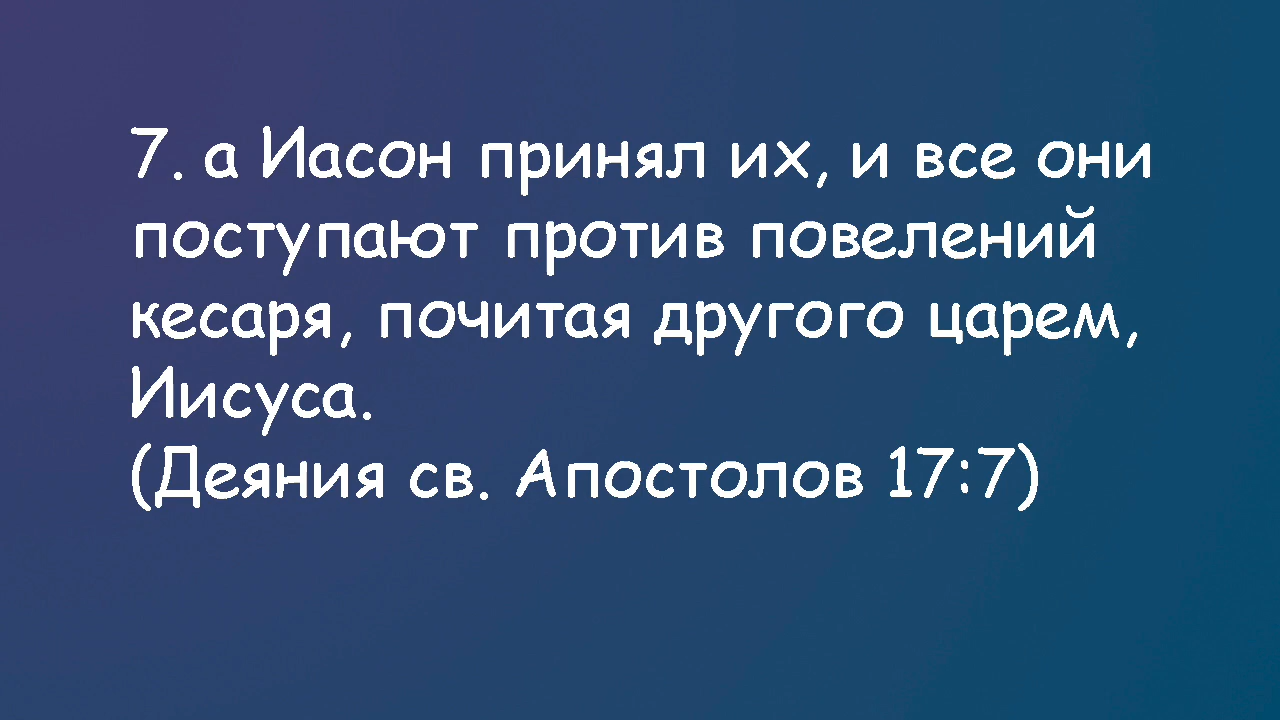 7. а Иасон принял их, и все они
поступают против повелений
кесаря, почитая другого царем,
Иисуса.
(Деяния св. Апостолов 17:7)